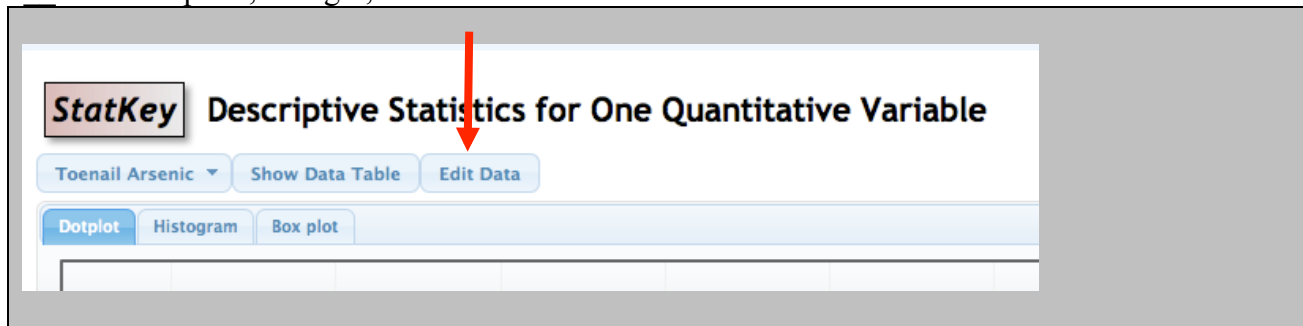 StatKey Descriptive Statistics for One Quantitative Variable
Toenail Arsenic Show Data Table Edit Data
Dotplot Histogram Box plot